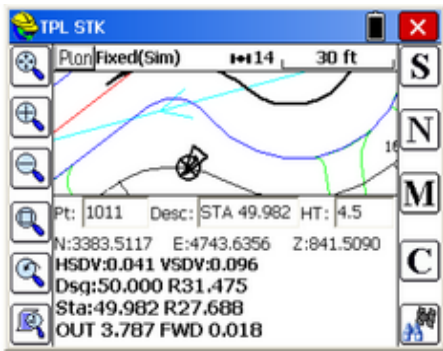 TPL STK
Plan Fixed(Sim) 14 30 ft
S
N
M
C
Pt: 1011 Desc: STA 49.982 HT: 4.5
N:3383.5117 E:4743.6356 Z:841.5090
HSDV:0.041 VSDV:0.096
Dsg:50.000 R31.475
Sta:49.982 R27.688
OUT 3.787 FWD 0.018